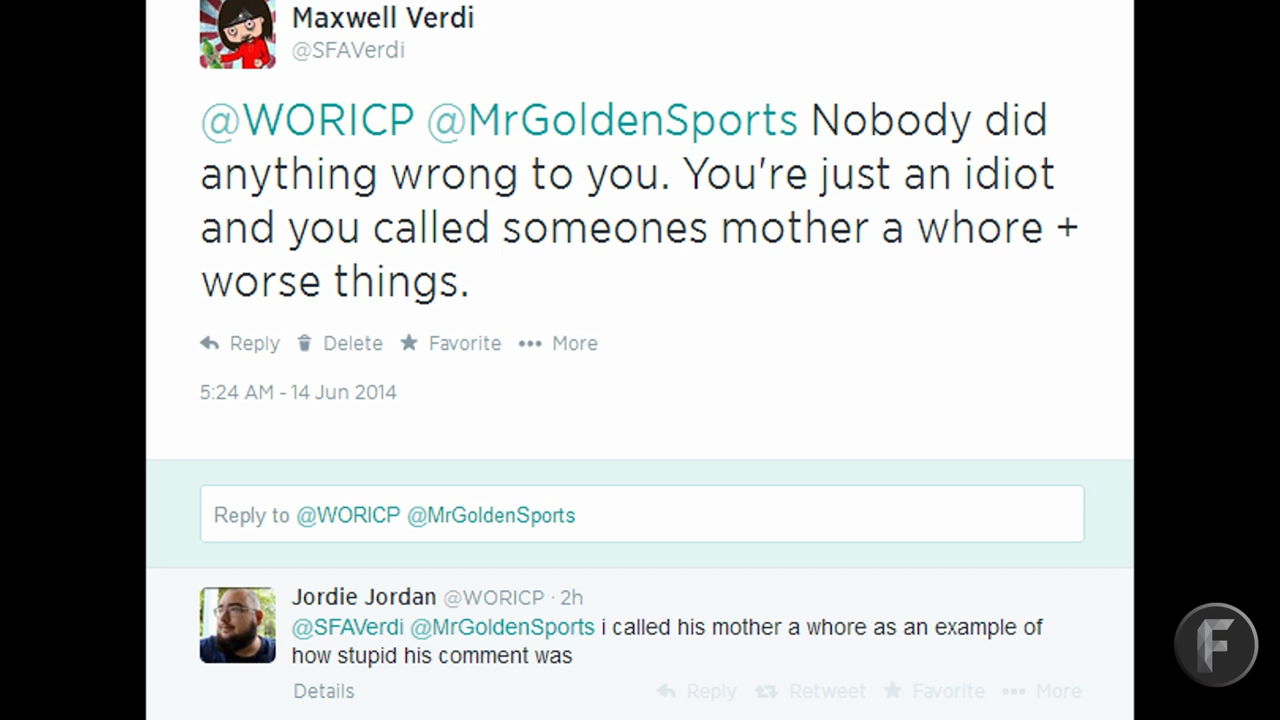 Maxwell Verdi
@SFAVerdi
@WORICP @MrGoldenSports Nobody did
anything wrong to you. You're just an idiot
and you called someones mother a whore +
worse things.
Reply Delete Favorite More
5:24 AM - 14 Jun 2014
Reply to @WORICP @MrGoldenSports
Jordie Jordan @WORICP · 2h
@SFAVerdi @MrGoldenSports i called his mother a whore as an example of
how stupid his comment was
Details Reply Retweet Favorite More
F